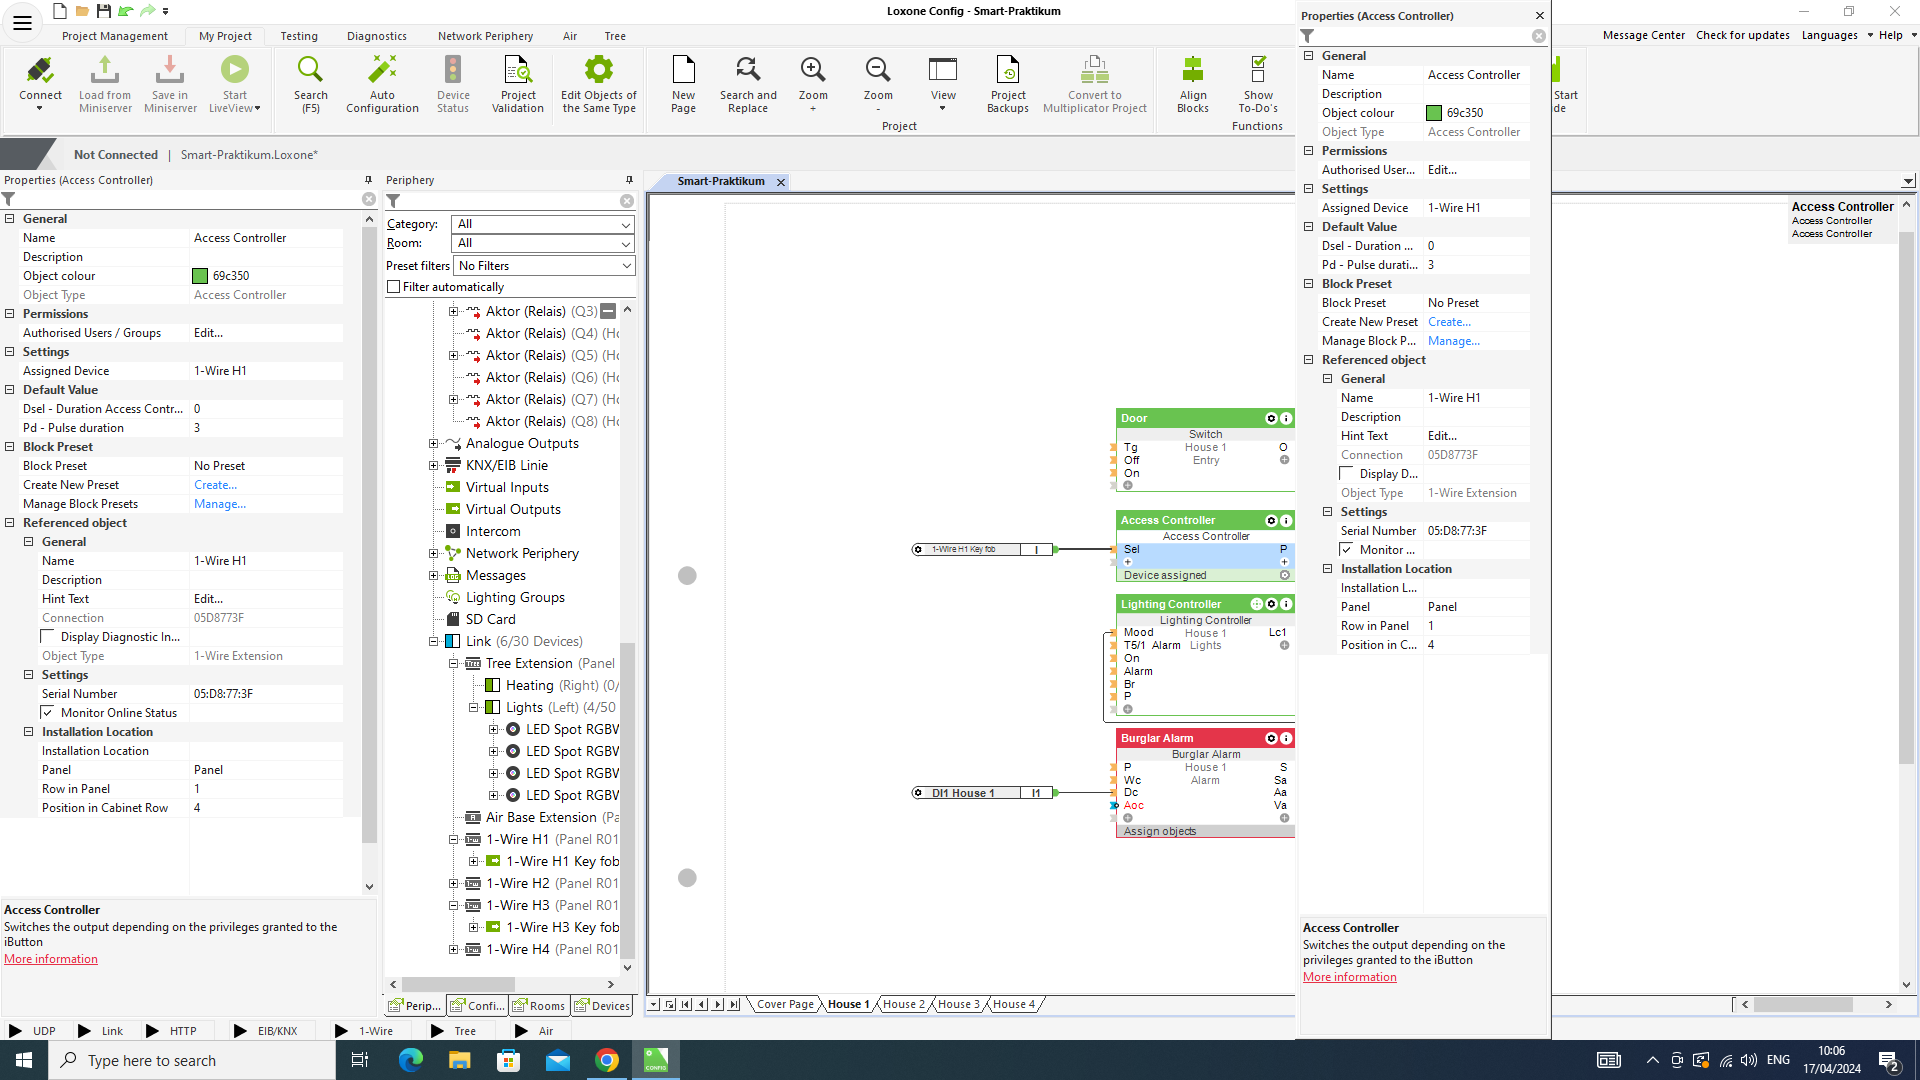 Loxone Config - Smart-Praktikum
Project Management
My Project
Testing
Diagnostics
Network Periphery
Air
Tree
Message Center
Check for updates
Languages
Help
Connect
Load from
Miniserver
Save in
Miniserver
Start
LiveView
Search
(F5)
Auto
Configuration
Device
Status
Project
Validation
Edit Objects of
the Same Type
New
Page
Search and
Replace
Zoom
+
Zoom
-
View
Project
Backups
Convert to
Multiplicator Project
Project
Align
Blocks
Show
To-Do's
Functions
Start
de
Not Connected | Smart-Praktikum.Loxone*
Properties (Access Controller)
General
Name Access Controller
Description
Object colour 69c350
Object Type Access Controller
Permissions
Authorised Users / Groups Edit...
Settings
Assigned Device 1-Wire H1
Default Value
Dsel - Duration Access Contr... 0
Pd - Pulse duration 3
Block Preset
Block Preset No Preset
Create New Preset Create...
Manage Block Presets Manage...
Referenced object
General
Name 1-Wire H1
Description
Hint Text Edit...
Connection 05D8773F
Display Diagnostic In...
Object Type 1-Wire Extension
Settings
Serial Number 05:D8:77:3F
Monitor Online Status
Installation Location
Installation Location
Panel Panel
Row in Panel 1
Position in Cabinet Row 4
Access Controller
Switches the output depending on the privileges granted to the
iButton
More information
Periphery
Category: All
Room: All
Preset filters No Filters
Filter automatically
Aktor (Relais) (Q3)
Aktor (Relais) (Q4) (Ho
Aktor (Relais) (Q5) (Ho
Aktor (Relais) (Q6) (Ho
Aktor (Relais) (Q7) (Ho
Aktor (Relais) (Q8) (Ho
Analogue Outputs
KNX/EIB Linie
Virtual Inputs
Virtual Outputs
Intercom
Network Periphery
Messages
Lighting Groups
SD Card
Link (6/30 Devices)
Tree Extension (Panel
Heating (Right) (0/
Lights (Left) (4/50
LED Spot RGBW
LED Spot RGBW
LED Spot RGBW
LED Spot RGBW
Air Base Extension (Pa
1-Wire H1 (Panel R01
1-Wire H1 Key fob
1-Wire H2 (Panel R01
1-Wire H3 (Panel R01
1-Wire H3 Key fob
1-Wire H4 (Panel R01
Perip...
Confi...
Rooms
Devices
Smart-Praktikum
Door
Switch
Tg House 1 O
Off Entry
On
Access Controller
Access Controller
1-Wire H1 Key fob I
Sel P
Device assigned
Lighting Controller
Lighting Controller
Mood House 1 Lc1
T5/1 Alarm Lights
On
Alarm
Br
P
Burglar Alarm
Burglar Alarm
P House 1 S
Wc Alarm Sa
DI1 House 1 I1
Dc Aa
Aoc Va
Assign objects
Cover Page
House 1
House 2
House 3
House 4
Properties (Access Controller)
General
Name Access Controller
Description
Object colour 69c350
Object Type Access Controller
Permissions
Authorised User... Edit...
Settings
Assigned Device 1-Wire H1
Default Value
Dsel - Duration ... 0
Pd - Pulse durati... 3
Block Preset
Block Preset No Preset
Create New Preset Create...
Manage Block P... Manage...
Referenced object
General
Name 1-Wire H1
Description
Hint Text Edit...
Connection 05D8773F
Display D...
Object Type 1-Wire Extension
Settings
Serial Number 05:D8:77:3F
Monitor ...
Installation Location
Installation L...
Panel Panel
Row in Panel 1
Position in C... 4
Access Controller
Switches the output depending on the
privileges granted to the iButton
More information
Access Controller
Access Controller
Access Controller
UDP
Link
HTTP
EIB/KNX
1-Wire
Tree
Air
Type here to search
CONFIG
ENG
10:06
17/04/2024
2